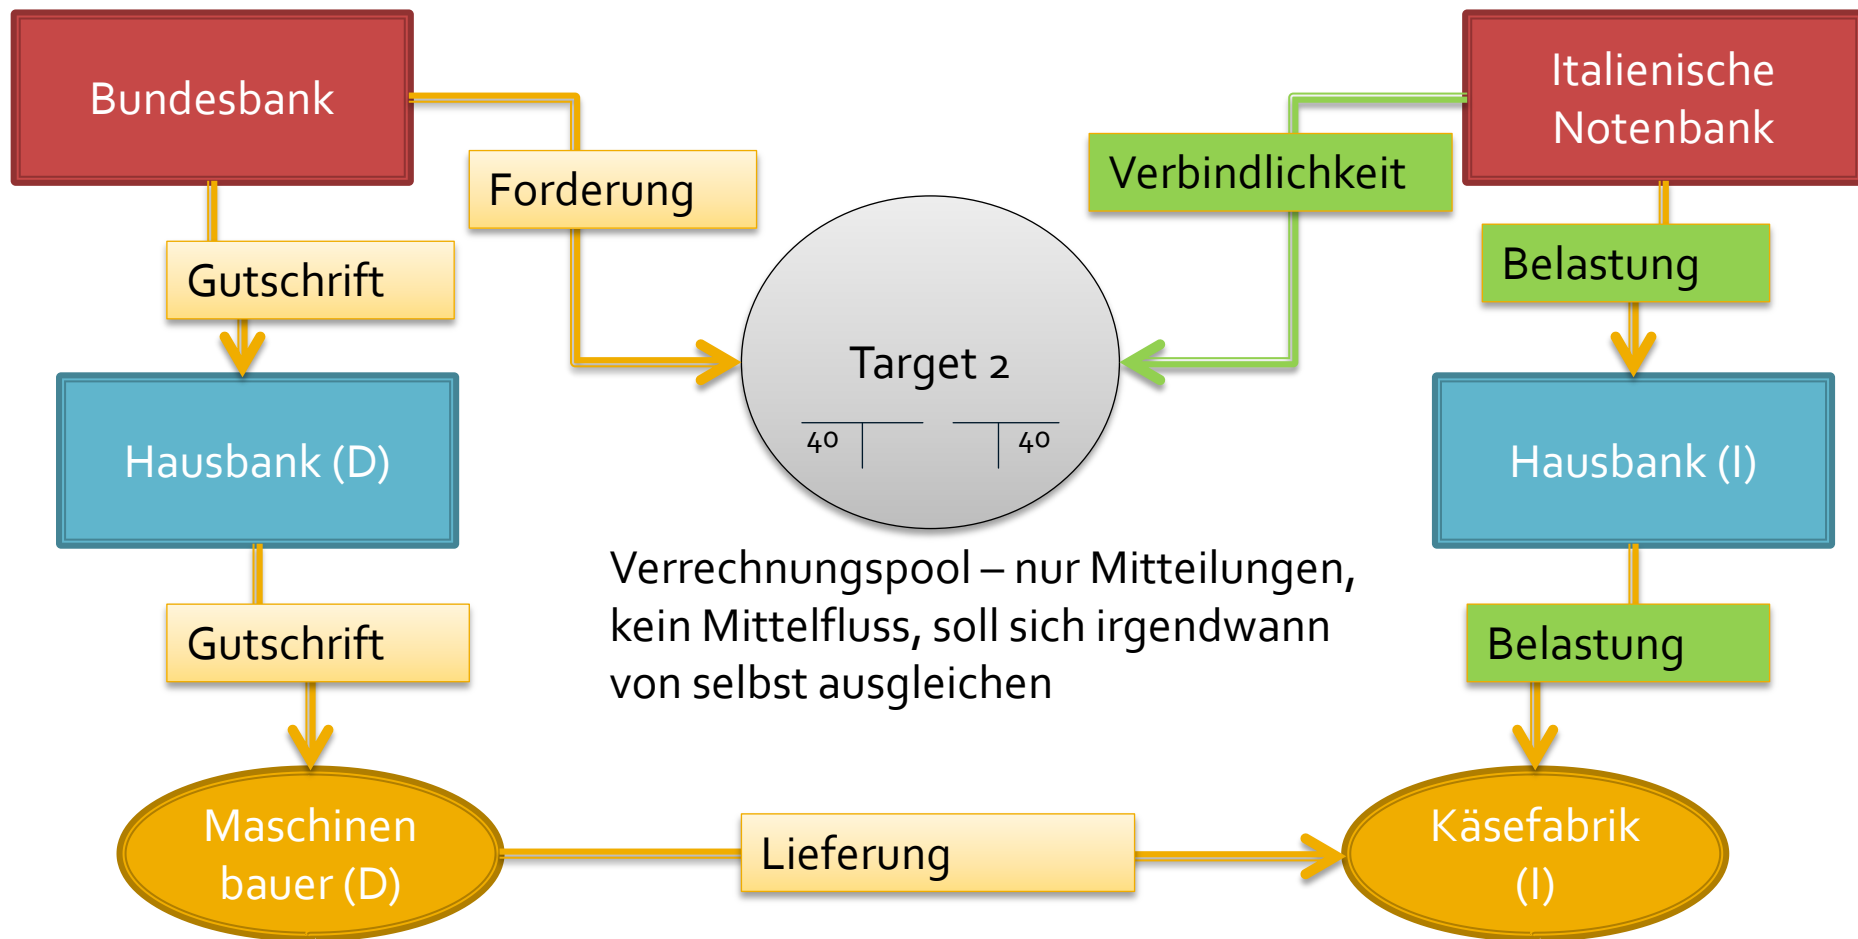 Bundesbank
Italienische
Notenbank
Forderung
Verbindlichkeit
Gutschrift
Belastung
Target 2
40
40
Hausbank (D)
Hausbank (I)
Verrechnungspool – nur Mitteilungen,
kein Mittelfluss, soll sich irgendwann
von selbst ausgleichen
Gutschrift
Belastung
Maschinen
bauer (D)
Lieferung
Käsefabrik
(I)